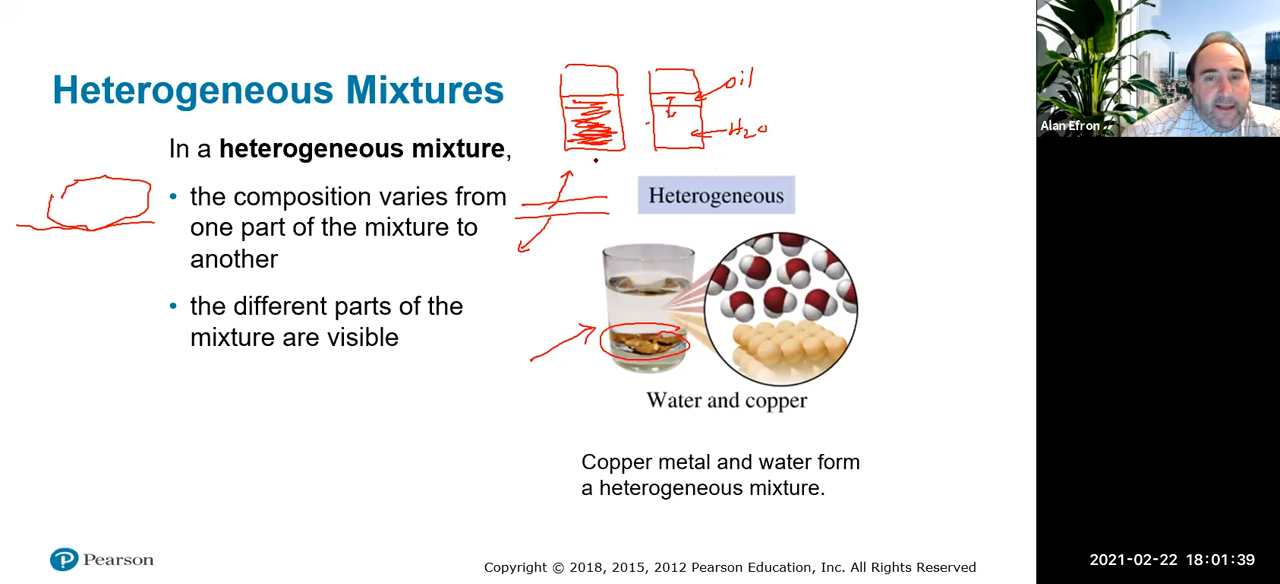 Heterogeneous Mixtures
In a heterogeneous mixture,
• the composition varies from
one part of the mixture to
another
• the different parts of the
mixture are visible
oil
H₂O
Heterogeneous
Water and copper
Copper metal and water form
a heterogeneous mixture.
Pearson
Copyright © 2018, 2015, 2012 Pearson Education, Inc. All Rights Reserved
Alan Efron
2021-02-22 18:01:39